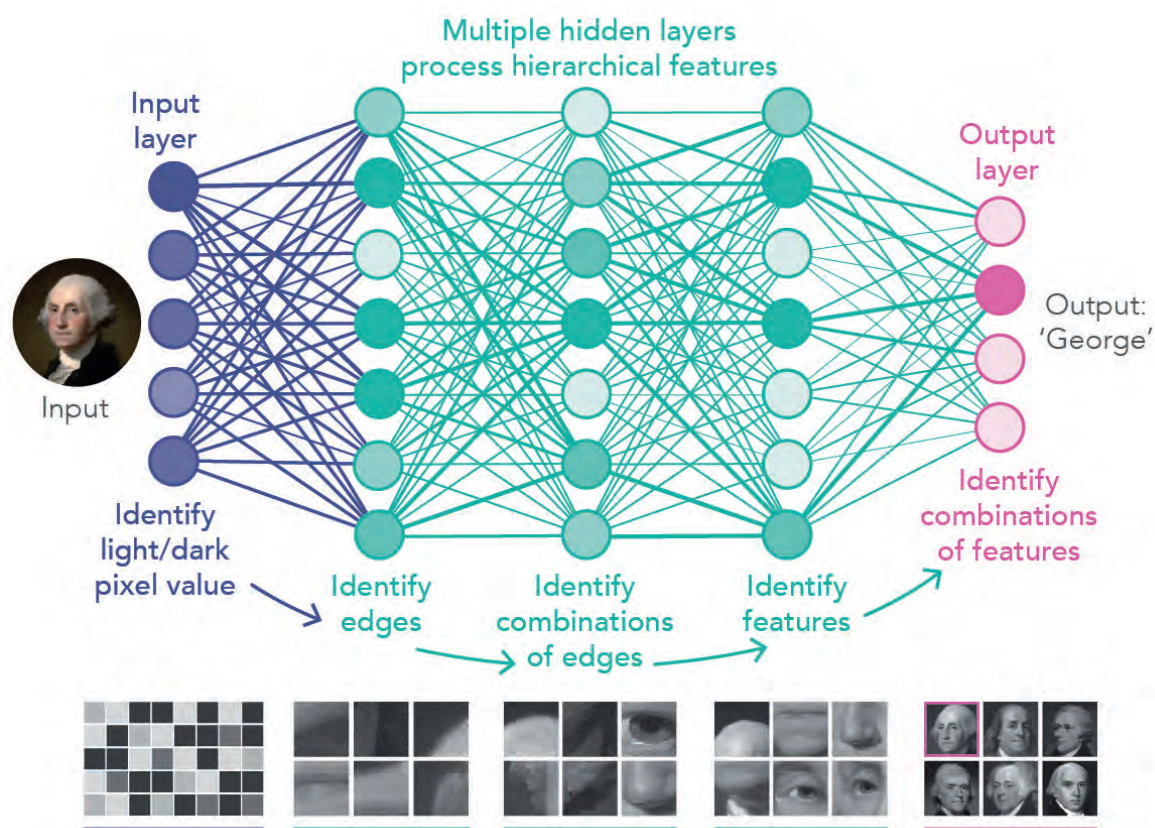 Multiple hidden layers
process hierarchical features
Input
layer
Output
layer
Input
Output:
‘George’
Identify
light/dark
pixel value
Identify
edges
Identify
combinations
of edges
Identify
features
Identify
combinations
of features